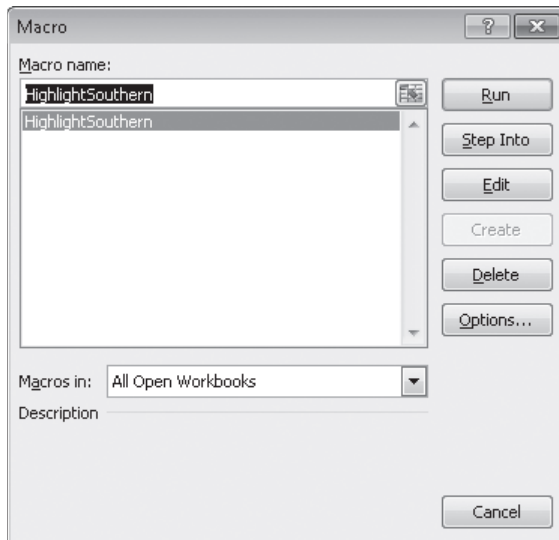 Macro
Macro name:
HighlightSouthern
HighlightSouthern
Run
Step Into
Edit
Create
Delete
Options...
Macros in: All Open Workbooks
Description
Cancel